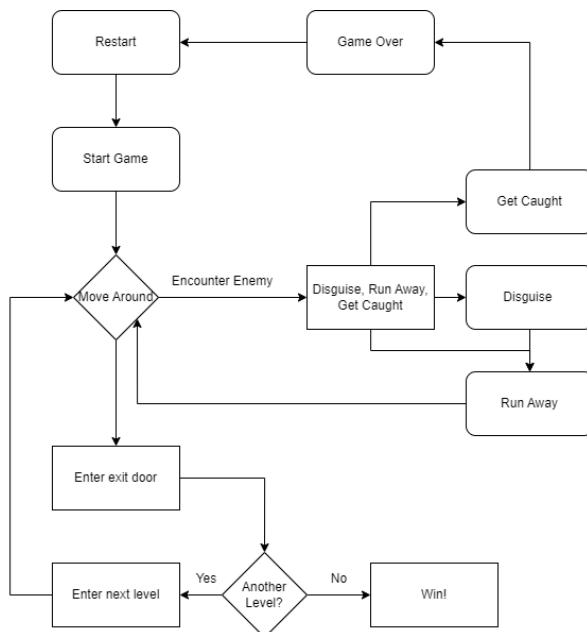 Restart
Game Over
Start Game
Get Caught
Move Around
Encounter Enemy
Disguise, Run Away,
Get Caught
Disguise
Run Away
Enter exit door
Enter next level
Yes
Another
Level?
No
Win!